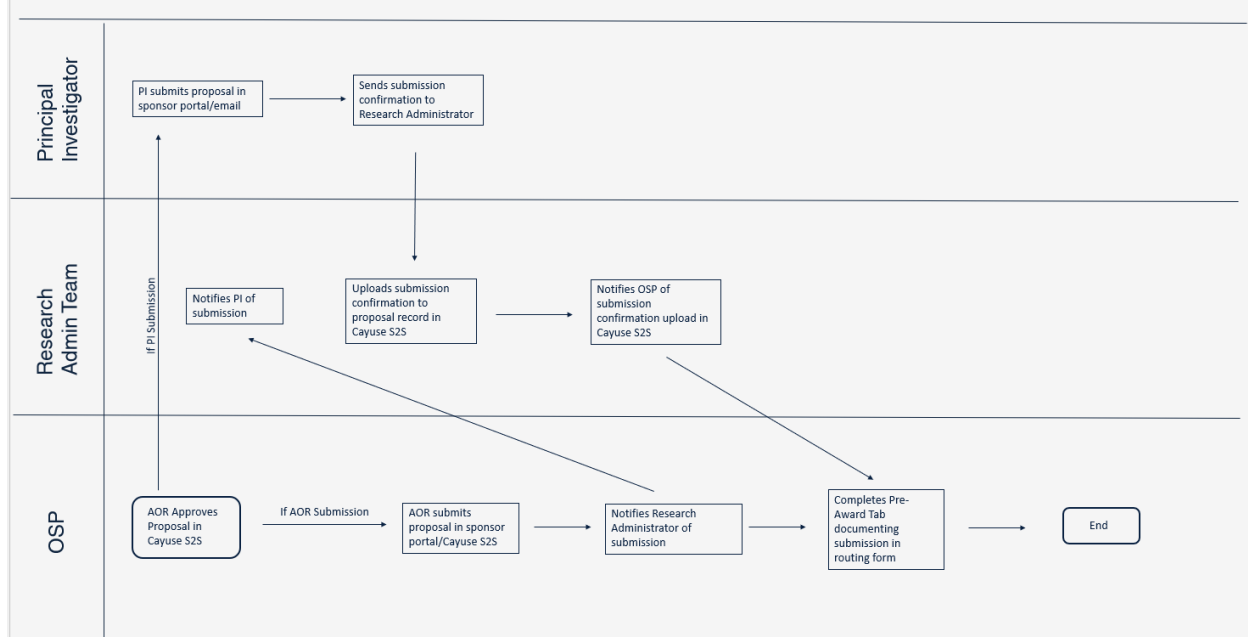 Principal
Investigator
PI submits proposal in
sponsor portal/email
Sends submission
confirmation to
Research Administrator
If PI Submission
Research
Admin Team
Notifies PI of
submission
Uploads submission
confirmation to
proposal record in
Cayuse S2S
Notifies OSP of
submission
confirmation upload in
Cayuse S2S
OSP
AOR Approves
Proposal in
Cayuse S2S
If AOR Submission
AOR submits
proposal in sponsor
portal/Cayuse S2S
Notifies Research
Administrator of
submission
Completes Pre-
Award Tab
documenting
submission in
routing form
End